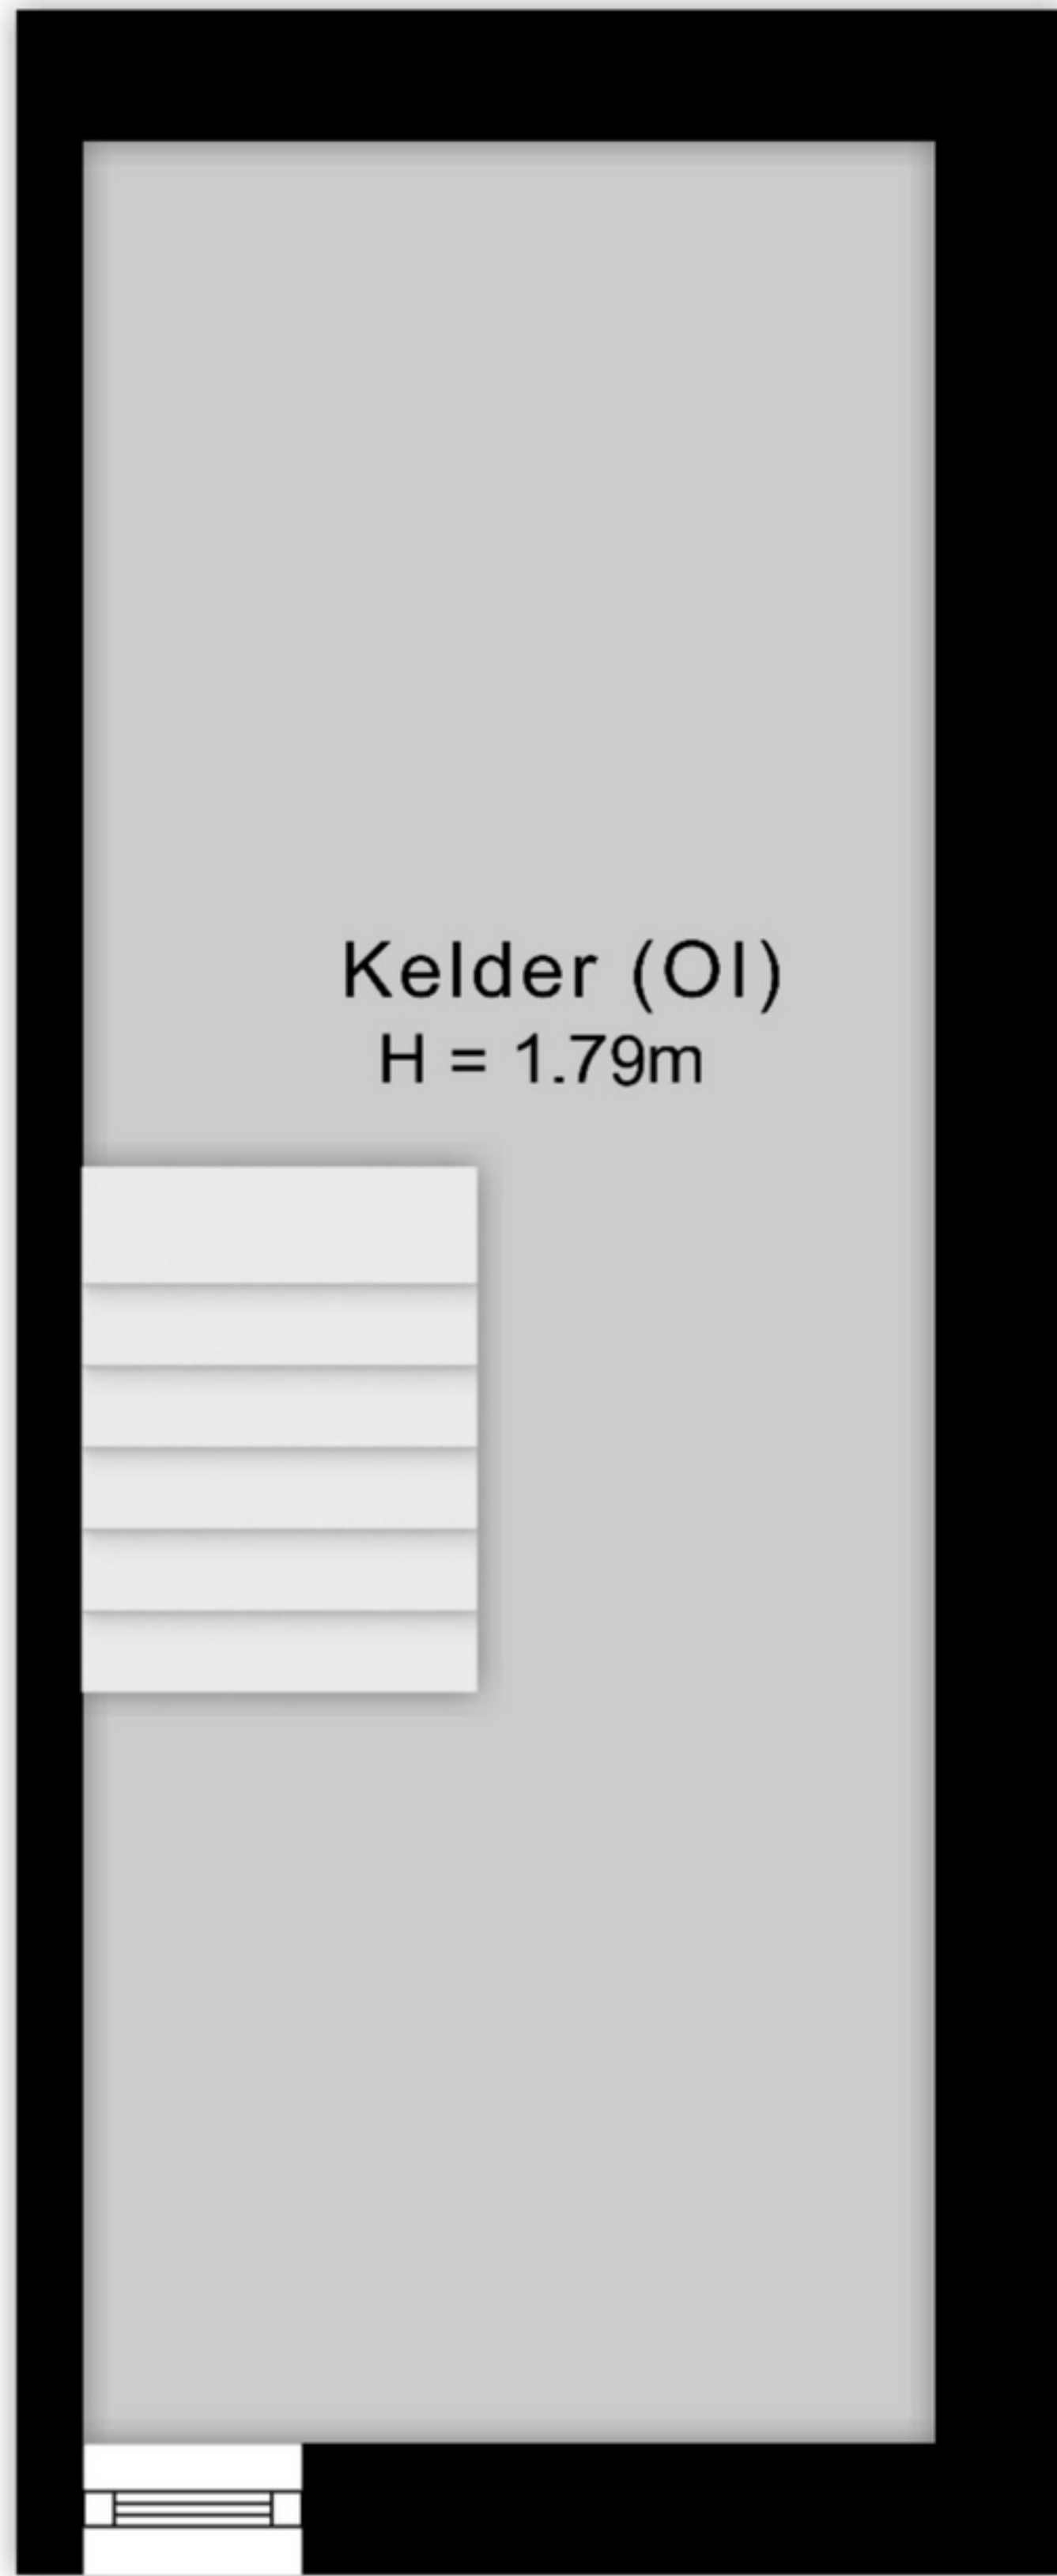 Kelder (OI)
H = 1.79m